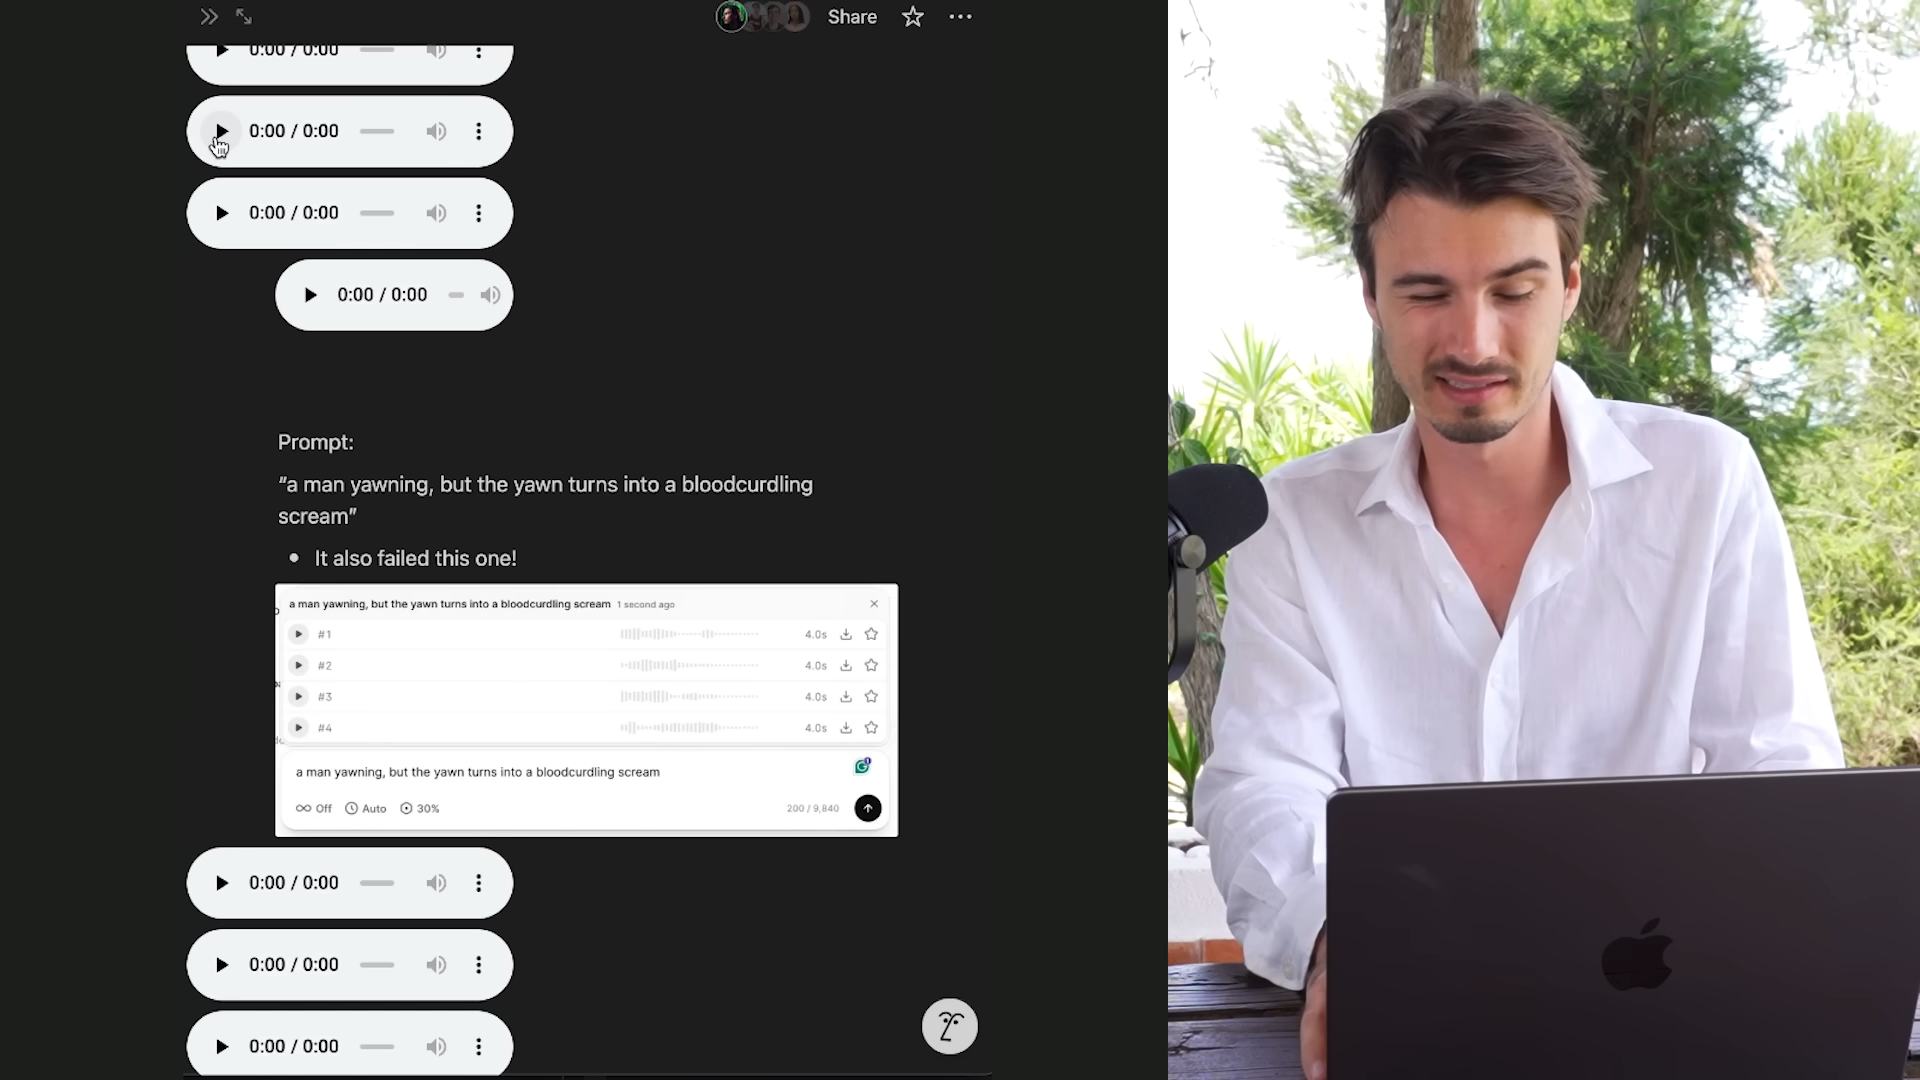 Share
0:00 / 0:00
0:00 / 0:00
0:00 / 0:00
0:00 / 0:00
Prompt:
“a man yawning, but the yawn turns into a bloodcurdling
scream”
• It also failed this one!
a man yawning, but the yawn turns into a bloodcurdling scream 1 second ago
#1 4.0s
#2 4.0s
#3 4.0s
#4 4.0s
a man yawning, but the yawn turns into a bloodcurdling scream
Off Auto 30% 200 / 9,840
0:00 / 0:00
0:00 / 0:00
0:00 / 0:00